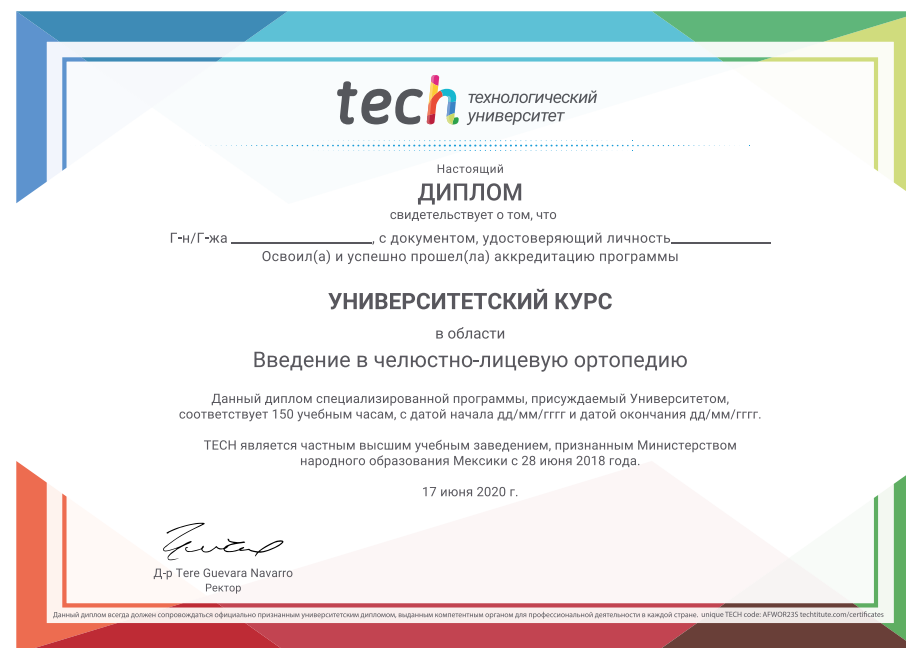 tech технологический
университет
Настоящий
ДИПЛОМ
свидетельствует о том, что
Г-н/Г-жа ________________, с документом, удостоверяющий личность____________
Освоил(а) и успешно прошел(ла) аккредитацию программы
УНИВЕРСИТЕТСКИЙ КУРС
в области
Введение в челюстно-лицевую ортопедию
Данный диплом специализированной программы, присуждаемый Университетом,
соответствует 150 учебным часам, с датой начала дд/мм/гггг и датой окончания дд/мм/гггг.
TECH является частным высшим учебным заведением, признанным Министерством
народного образования Мексики с 28 июня 2018 года.
17 июня 2020 г.
Д-р Tere Guevara Navarro
Ректор
Данный диплом всегда должен сопровождаться официально признанным университетским дипломом, выданным компетентным органом для профессиональной деятельности в каждой стране. unique TECH code: AFWOR23S techtitute.com/certificates